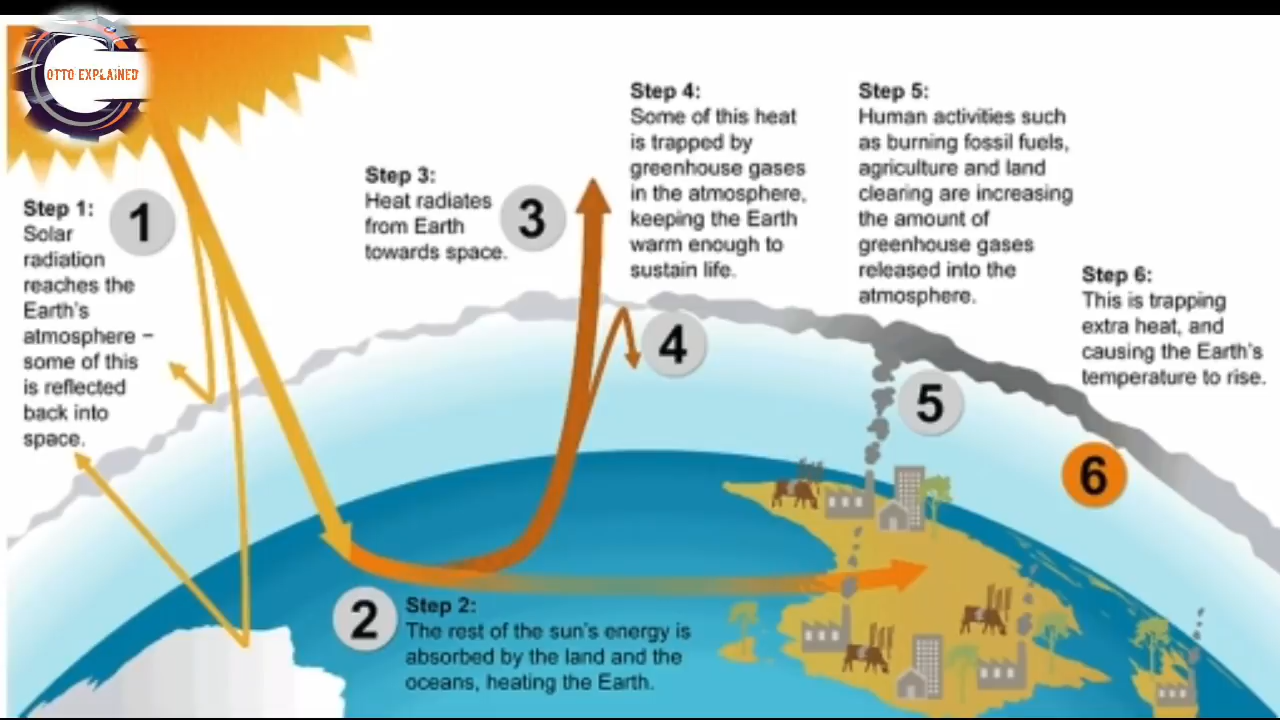 OTTO EXPLAINED
Step 1:
Solar
radiation
reaches the
Earth's
atmosphere –
some of this
is reflected
back into
space.
1
Step 3:
Heat radiates
from Earth
towards space.
3
Step 4:
Some of this heat
is trapped by
greenhouse gases
in the atmosphere,
keeping the Earth
warm enough to
sustain life.
4
Step 5:
Human activities such
as burning fossil fuels,
agriculture and land
clearing are increasing
the amount of
greenhouse gases
released into the
atmosphere.
5
Step 6:
This is trapping
extra heat, and
causing the Earth's
temperature to rise.
6
2
Step 2:
The rest of the sun's energy is
absorbed by the land and the
oceans, heating the Earth.